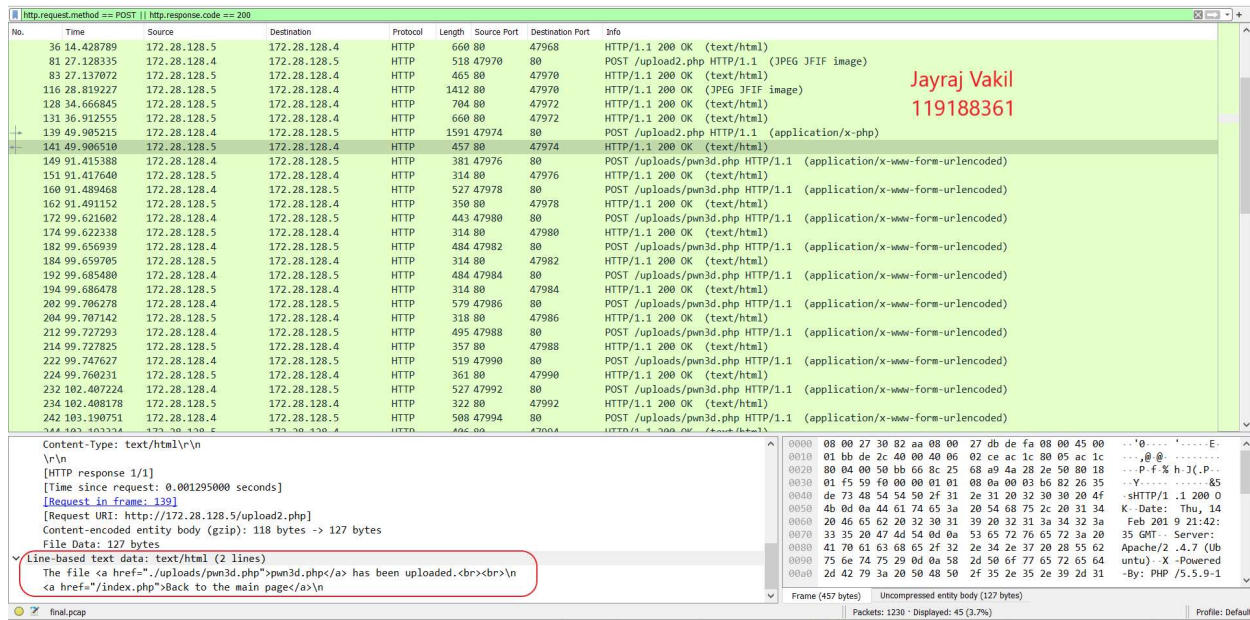 http.request.method == POST || http.response.code == 200
No. Time Source Destination Protocol Length Source Port Destination Port Info
36 14.428789 172.28.128.5 172.28.128.4 HTTP 660 80 47968 HTTP/1.1 200 OK (text/html)
81 27.128335 172.28.128.4 172.28.128.5 HTTP 518 47970 80 POST /upload2.php HTTP/1.1 (JPEG JFIF image)
83 27.137072 172.28.128.5 172.28.128.4 HTTP 465 80 47970 HTTP/1.1 200 OK (text/html)
116 28.819227 172.28.128.5 172.28.128.4 HTTP 1412 80 47970 HTTP/1.1 200 OK (JPEG JFIF image)
128 34.666845 172.28.128.5 172.28.128.4 HTTP 704 80 47972 HTTP/1.1 200 OK (text/html)
131 36.912555 172.28.128.5 172.28.128.4 HTTP 660 80 47972 HTTP/1.1 200 OK (text/html)
139 49.905215 172.28.128.4 172.28.128.5 HTTP 1591 47974 80 POST /upload2.php HTTP/1.1 (application/x-php)
141 49.906510 172.28.128.5 172.28.128.4 HTTP 457 80 47974 HTTP/1.1 200 OK (text/html)
149 91.415388 172.28.128.4 172.28.128.5 HTTP 381 47976 80 POST /uploads/pwn3d.php HTTP/1.1 (application/x-www-form-urlencoded)
151 91.417640 172.28.128.5 172.28.128.4 HTTP 314 80 47976 HTTP/1.1 200 OK (text/html)
160 91.489468 172.28.128.4 172.28.128.5 HTTP 527 47978 80 POST /uploads/pwn3d.php HTTP/1.1 (application/x-www-form-urlencoded)
162 91.491152 172.28.128.5 172.28.128.4 HTTP 350 80 47978 HTTP/1.1 200 OK (text/html)
172 99.621602 172.28.128.4 172.28.128.5 HTTP 443 47980 80 POST /uploads/pwn3d.php HTTP/1.1 (application/x-www-form-urlencoded)
174 99.622338 172.28.128.5 172.28.128.4 HTTP 314 80 47980 HTTP/1.1 200 OK (text/html)
182 99.656939 172.28.128.4 172.28.128.5 HTTP 484 47982 80 POST /uploads/pwn3d.php HTTP/1.1 (application/x-www-form-urlencoded)
184 99.659705 172.28.128.5 172.28.128.4 HTTP 314 80 47982 HTTP/1.1 200 OK (text/html)
192 99.685480 172.28.128.4 172.28.128.5 HTTP 484 47984 80 POST /uploads/pwn3d.php HTTP/1.1 (application/x-www-form-urlencoded)
194 99.686478 172.28.128.5 172.28.128.4 HTTP 314 80 47984 HTTP/1.1 200 OK (text/html)
202 99.706278 172.28.128.4 172.28.128.5 HTTP 579 47986 80 POST /uploads/pwn3d.php HTTP/1.1 (application/x-www-form-urlencoded)
204 99.707142 172.28.128.5 172.28.128.4 HTTP 318 80 47986 HTTP/1.1 200 OK (text/html)
212 99.727293 172.28.128.4 172.28.128.5 HTTP 495 47988 80 POST /uploads/pwn3d.php HTTP/1.1 (application/x-www-form-urlencoded)
214 99.727825 172.28.128.5 172.28.128.4 HTTP 357 80 47988 HTTP/1.1 200 OK (text/html)
222 99.747627 172.28.128.4 172.28.128.5 HTTP 519 47990 80 POST /uploads/pwn3d.php HTTP/1.1 (application/x-www-form-urlencoded)
224 99.760231 172.28.128.5 172.28.128.4 HTTP 361 80 47990 HTTP/1.1 200 OK (text/html)
232 102.407224 172.28.128.4 172.28.128.5 HTTP 527 47992 80 POST /uploads/pwn3d.php HTTP/1.1 (application/x-www-form-urlencoded)
234 102.408178 172.28.128.5 172.28.128.4 HTTP 322 80 47992 HTTP/1.1 200 OK (text/html)
242 103.190751 172.28.128.4 172.28.128.5 HTTP 508 47994 80 POST /uploads/pwn3d.php HTTP/1.1 (application/x-www-form-urlencoded)
Jayraj Vakil
119188361
Content-Type: text/html\r\n
\r\n
[HTTP response 1/1]
[Time since request: 0.001295000 seconds]
[Request in frame: 139]
[Request URI: http://172.28.128.5/upload2.php]
Content-encoded entity body (gzip): 118 bytes -> 127 bytes
File Data: 127 bytes
Line-based text data: text/html (2 lines)
The file <a href="./uploads/pwn3d.php">pwn3d.php</a> has been uploaded.<br><br>\n
<a href="/index.php">Back to the main page</a>\n
0000 08 00 27 30 82 aa 08 00 27 db de fa 08 00 45 00 ··'0···· '·····E·
0010 01 bb de 2c 40 00 40 06 02 ce ac 1c 80 05 ac 1c ···,@·@· ········
0020 80 04 00 50 bb 66 8c 25 68 a9 4a 28 2e 50 80 18 ···P·f·% h·J(.P··
0030 01 f5 59 f0 00 00 01 01 08 0a 00 03 b6 82 26 35 ··Y····· ······&5
0040 de 73 48 54 54 50 2f 31 2e 31 20 32 30 30 20 4f ·sHTTP/1 .1 200 O
0050 4b 0d 0a 44 61 74 65 3a 20 54 68 75 2c 20 31 34 K··Date: Thu, 14
0060 20 46 65 62 20 32 30 31 39 20 32 31 3a 34 32 3a Feb 201 9 21:42:
0070 33 35 20 47 4d 54 0d 0a 53 65 72 76 65 72 3a 20 35 GMT·· Server:
0080 41 70 61 63 68 65 2f 32 2e 34 2e 37 20 28 55 62 Apache/2 .4.7 (Ub
0090 75 6e 74 75 29 0d 0a 58 2d 50 6f 77 65 72 65 64 untu)··X -Powered
00a0 2d 42 79 3a 20 50 48 50 2f 35 2e 35 2e 39 2d 31 -By: PHP /5.5.9-1
Frame (457 bytes) Uncompressed entity body (127 bytes)
final.pcap Packets: 1230 · Displayed: 45 (3.7%) Profile: Default